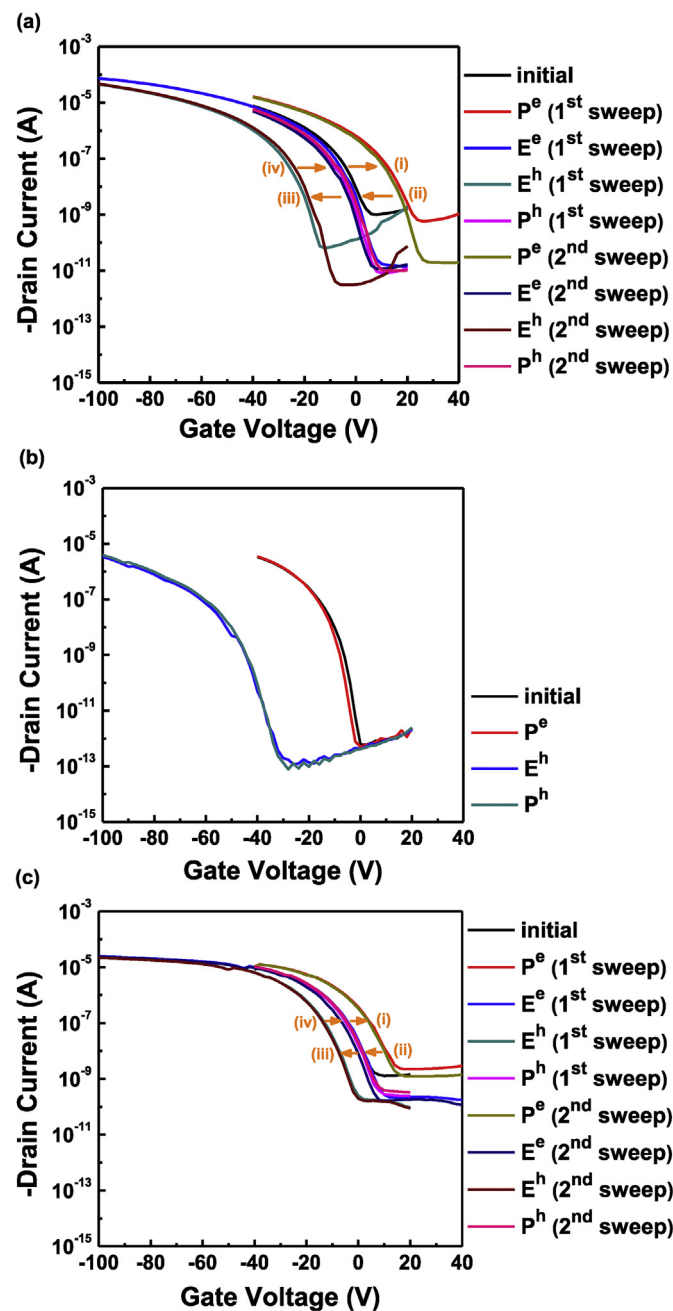 (a)
10^-3
10^-5
10^-7
10^-9
10^-11
10^-13
10^-15
-Drain Current (A)
(iv)
(i)
(iii)
(ii)
-100 -80 -60 -40 -20 0 20 40
Gate Voltage (V)
initial
P^e (1^st sweep)
E^e (1^st sweep)
E^h (1^st sweep)
P^h (1^st sweep)
P^e (2^nd sweep)
E^e (2^nd sweep)
E^h (2^nd sweep)
P^h (2^nd sweep)
(b)
10^-3
10^-5
10^-7
10^-9
10^-11
10^-13
10^-15
-Drain Current (A)
-100 -80 -60 -40 -20 0 20 40
Gate Voltage (V)
initial
P^e
E^h
P^h
(c)
10^-3
10^-5
10^-7
10^-9
10^-11
10^-13
10^-15
-Drain Current (A)
(iv)
(i)
(iii)
(ii)
-100 -80 -60 -40 -20 0 20 40
Gate Voltage (V)
initial
P^e (1^st sweep)
E^e (1^st sweep)
E^h (1^st sweep)
P^h (1^st sweep)
P^e (2^nd sweep)
E^e (2^nd sweep)
E^h (2^nd sweep)
P^h (2^nd sweep)